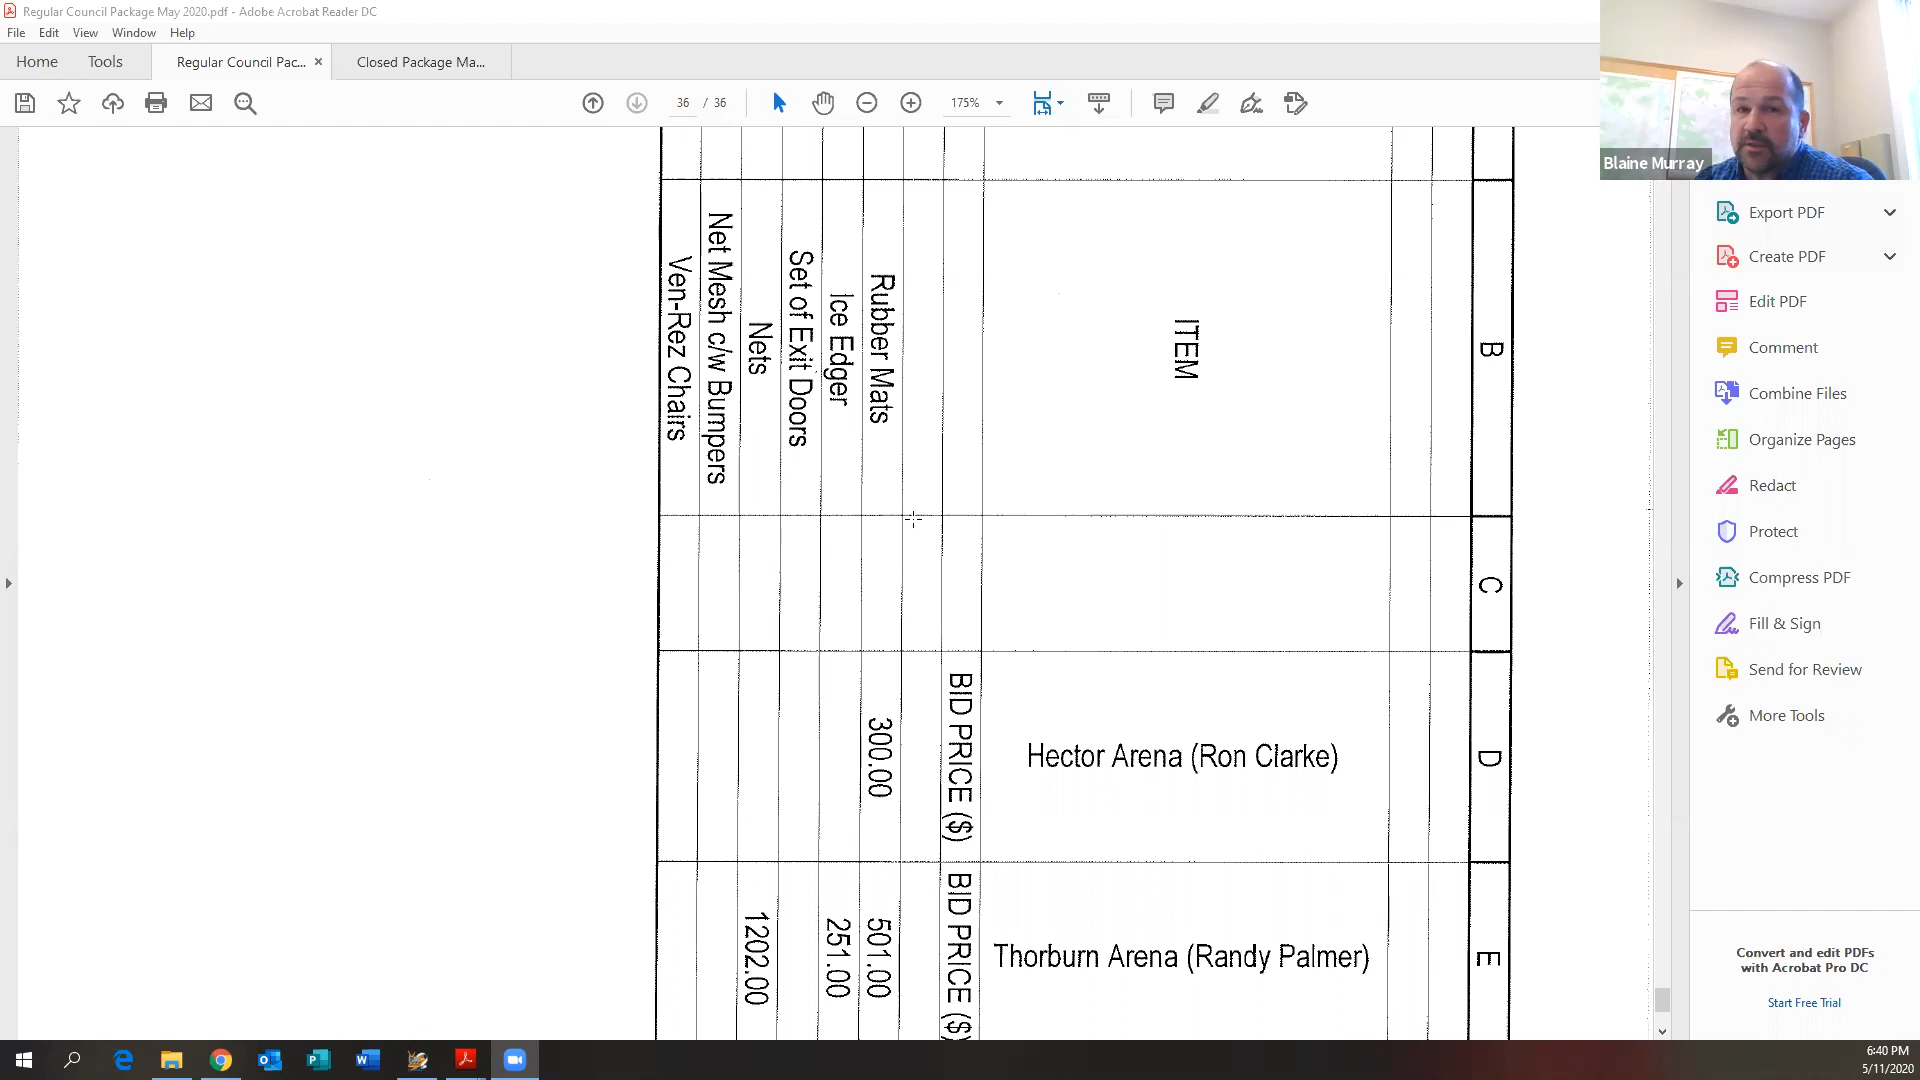 Regular Council Package May 2020.pdf - Adobe Acrobat Reader DC
File Edit View Window Help
Home Tools Regular Council Pac... × Closed Package Ma...
36 / 36 175%
Blaine Murray
B
ITEM
Rubber Mats
Ice Edger
Set of Exit Doors
Nets
Net Mesh c/w Bumpers
Ven-Rez Chairs
C
D
Hector Arena (Ron Clarke)
BID PRICE ($)
300.00
E
Thorburn Arena (Randy Palmer)
BID PRICE ($)
501.00
251.00
1202.00
Export PDF
Create PDF
Edit PDF
Comment
Combine Files
Organize Pages
Redact
Protect
Compress PDF
Fill & Sign
Send for Review
More Tools
Convert and edit PDFs
with Acrobat Pro DC
Start Free Trial
6:40 PM
5/11/2020